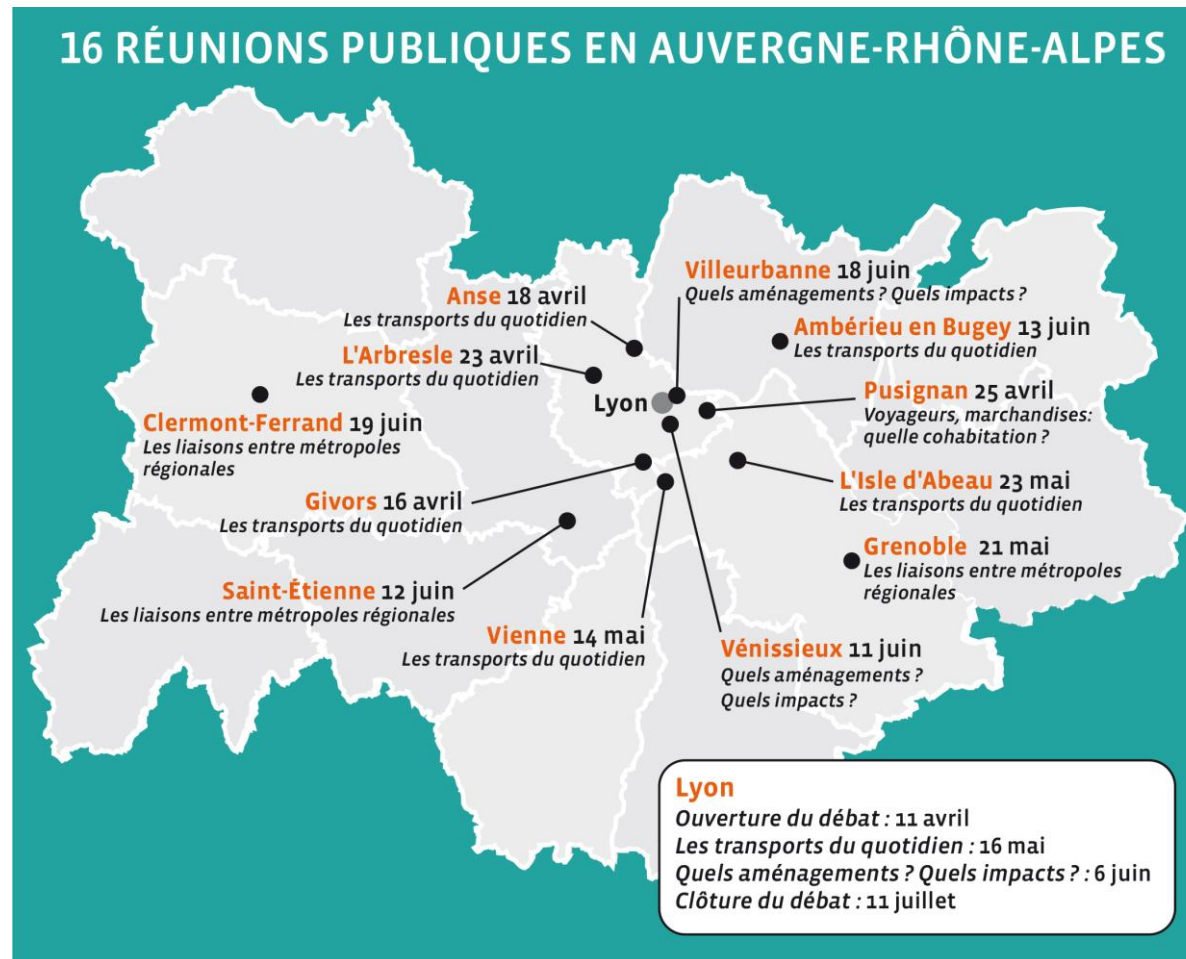 16 RÉUNIONS PUBLIQUES EN AUVERGNE-RHÔNE-ALPES
Villeurbanne 18 juin
Quels aménagements ? Quels impacts ?
Anse 18 avril
Les transports du quotidien
Ambérieu en Bugey 13 juin
Les transports du quotidien
L'Arbresle 23 avril
Les transports du quotidien
Lyon
Pusignan 25 avril
Voyageurs, marchandises:
quelle cohabitation ?
Clermont-Ferrand 19 juin
Les liaisons entre métropoles
régionales
L'Isle d'Abeau 23 mai
Les transports du quotidien
Givors 16 avril
Les transports du quotidien
Grenoble 21 mai
Les liaisons entre métropoles
régionales
Saint-Étienne 12 juin
Les liaisons entre métropoles régionales
Vienne 14 mai
Les transports du quotidien
Vénissieux 11 juin
Quels aménagements ?
Quels impacts ?
Lyon
Ouverture du débat : 11 avril
Les transports du quotidien : 16 mai
Quels aménagements ? Quels impacts ? : 6 juin
Clôture du débat : 11 juillet